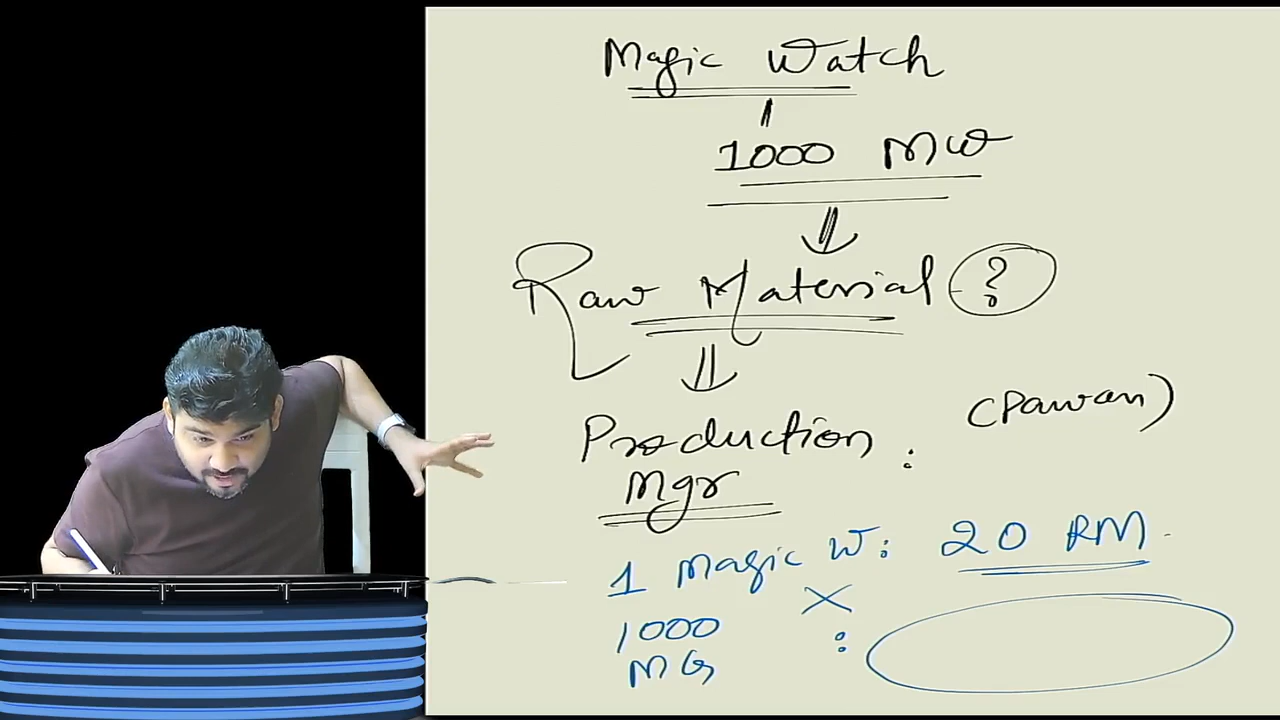 Magic Watch
1000 MW
Raw Material ?
Production : (Pawan)
Mgr
1 Magic W: 20 RM.
X
1000 :
MG